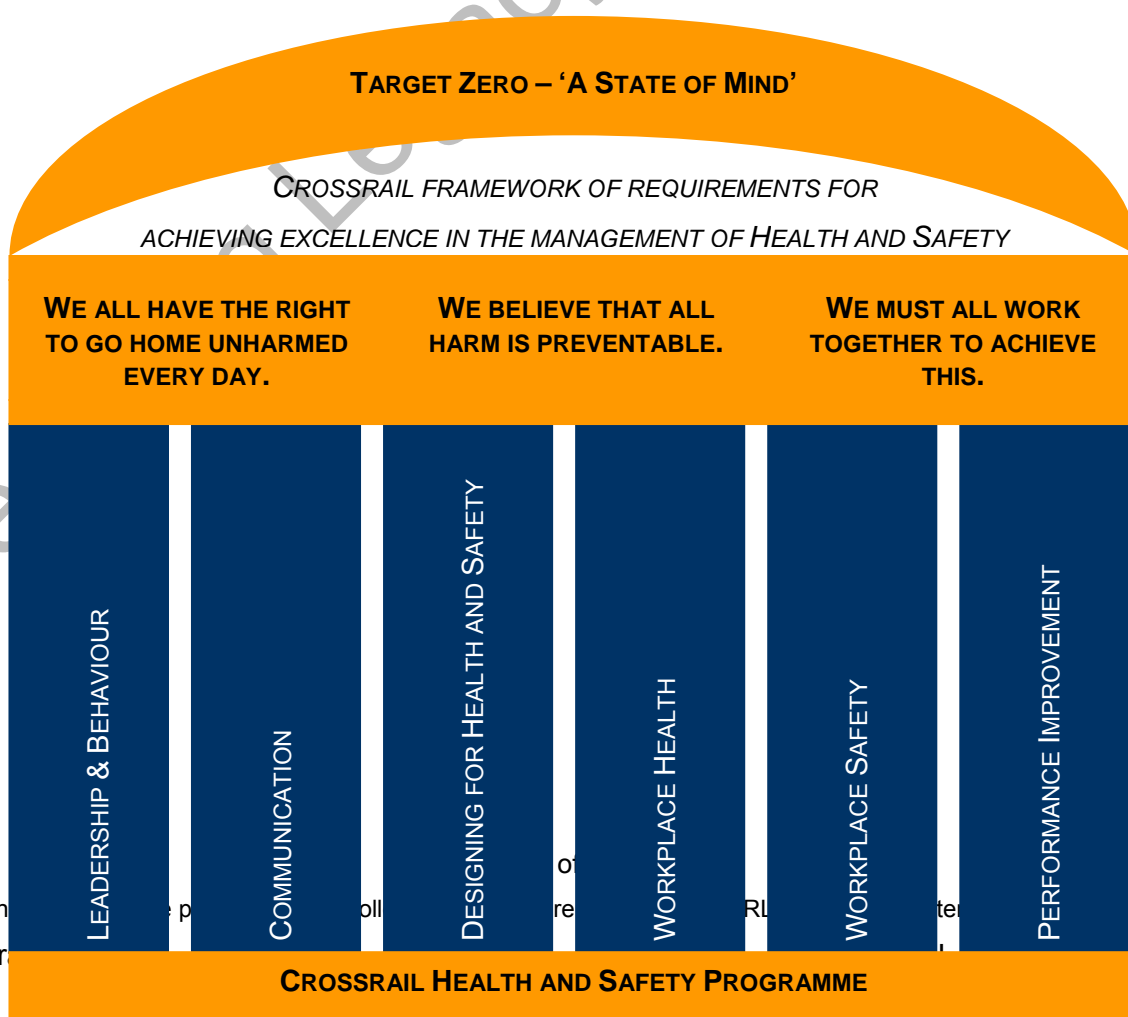 TARGET ZERO – ‘A STATE OF MIND’
CROSSRAIL FRAMEWORK OF REQUIREMENTS FOR
ACHIEVING EXCELLENCE IN THE MANAGEMENT OF HEALTH AND SAFETY
WE ALL HAVE THE RIGHT
TO GO HOME UNHARMED
EVERY DAY.
WE BELIEVE THAT ALL
HARM IS PREVENTABLE.
WE MUST ALL WORK
TOGETHER TO ACHIEVE
THIS.
LEADERSHIP & BEHAVIOUR
COMMUNICATION
DESIGNING FOR HEALTH AND SAFETY
WORKPLACE HEALTH
WORKPLACE SAFETY
PERFORMANCE IMPROVEMENT
CROSSRAIL HEALTH AND SAFETY PROGRAMME